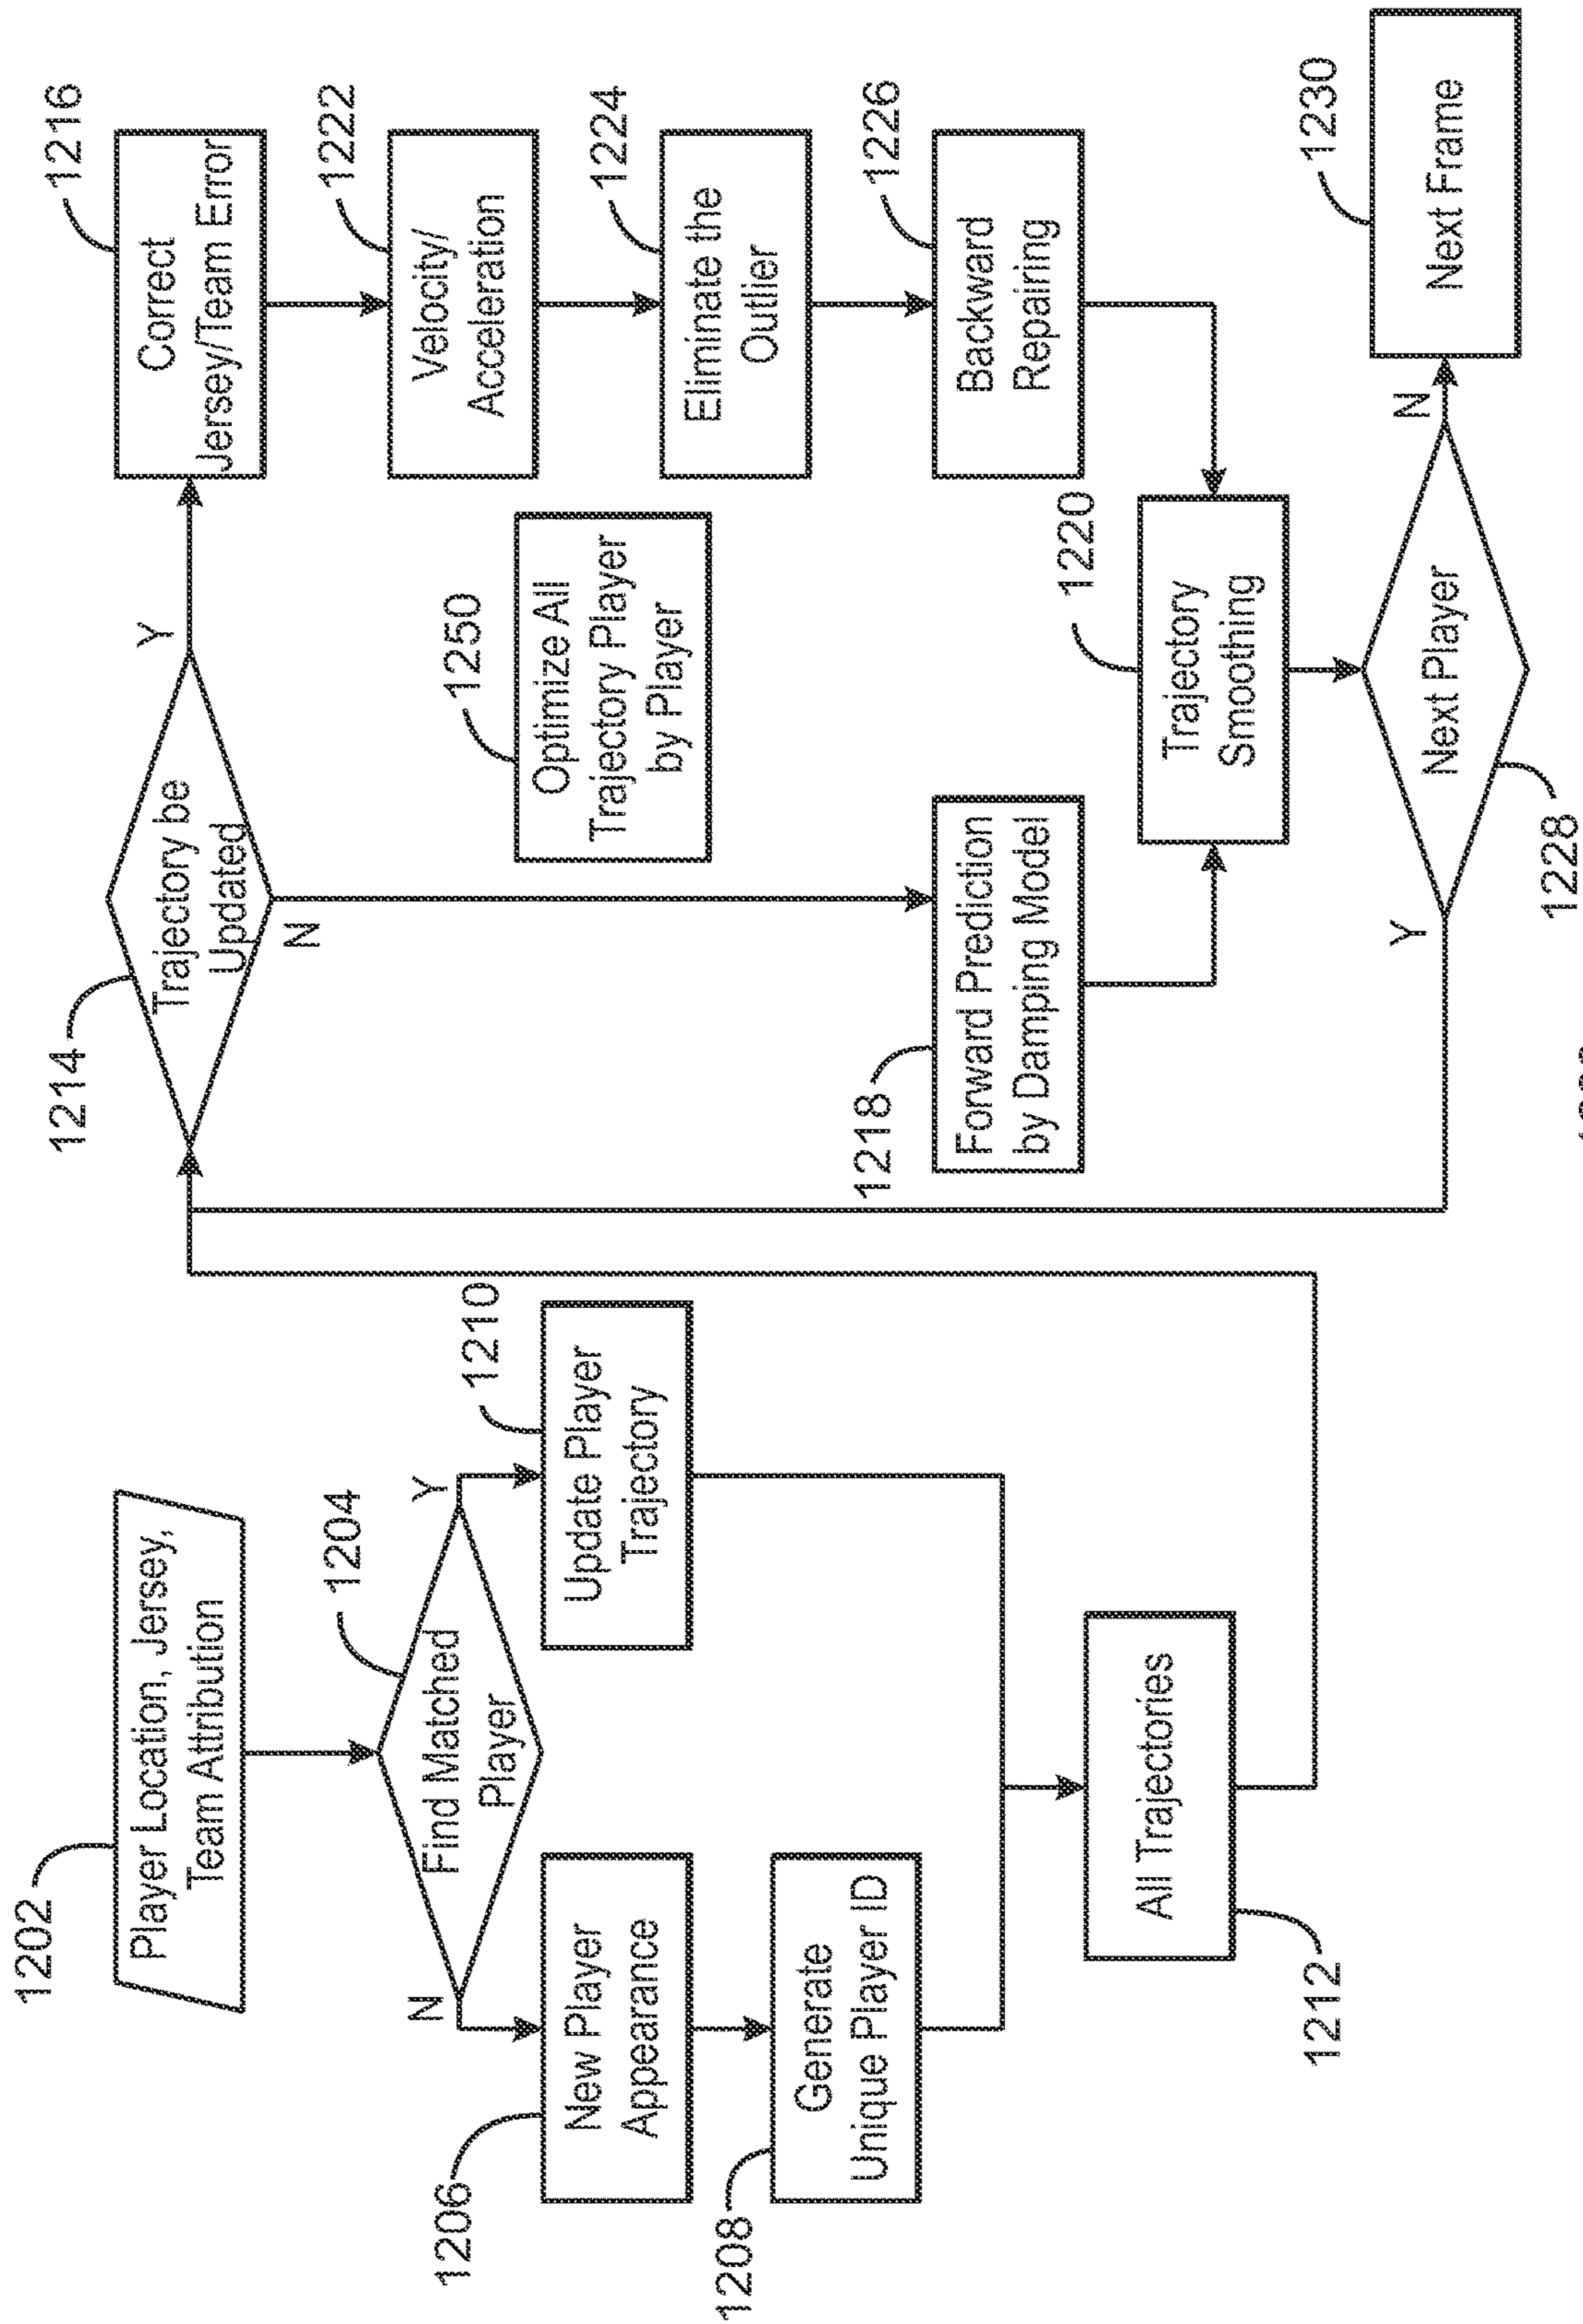 1202
Player Location, Jersey,
Team Attribution
1204
Find Matched
Player
N
Y
1206
New Player
Appearance
1210
Update Player
Trajectory
1208
Generate
Unique Player ID
All Trajectories
1212
1214
Trajectory be
Updated
Y
N
1216
Correct
Jersey/Team Error
1222
Velocity/
Acceleration
1250
Optimize All
Trajectory Player
by Player
1224
Eliminate the
Outlier
1218
Forward Prediction
by Damping Model
1226
Backward
Repairing
1220
Trajectory
Smoothing
Y
Next Player
N
1228
1230
Next Frame